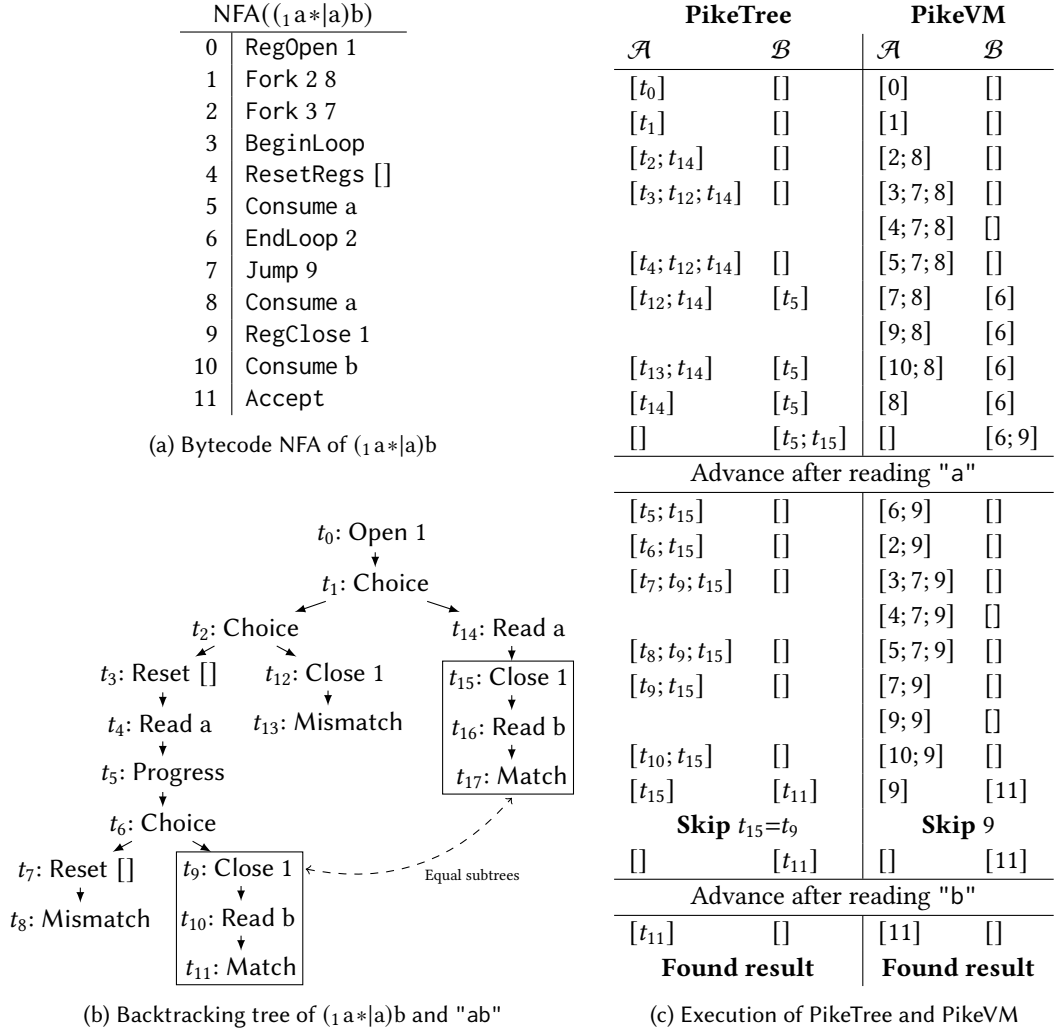 NFA((₁a*|a)b)
0 RegOpen 1
1 Fork 2 8
2 Fork 3 7
3 BeginLoop
4 ResetRegs []
5 Consume a
6 EndLoop 2
7 Jump 9
8 Consume a
9 RegClose 1
10 Consume b
11 Accept
(a) Bytecode NFA of (₁a*|a)b
t₀: Open 1
t₁: Choice
t₂: Choice t₁₄: Read a
t₃: Reset [] t₁₂: Close 1 t₁₅: Close 1
t₄: Read a t₁₃: Mismatch t₁₆: Read b
t₅: Progress t₁₇: Match
t₆: Choice
t₇: Reset [] t₉: Close 1 Equal subtrees
t₈: Mismatch t₁₀: Read b
t₁₁: Match
(b) Backtracking tree of (₁a*|a)b and "ab"
PikeTree PikeVM
𝒜 ℬ 𝒜 ℬ
[t₀] [] [0] []
[t₁] [] [1] []
[t₂; t₁₄] [] [2; 8] []
[t₃; t₁₂; t₁₄] [] [3; 7; 8] []
[4; 7; 8] []
[t₄; t₁₂; t₁₄] [] [5; 7; 8] []
[t₁₂; t₁₄] [t₅] [7; 8] [6]
[9; 8] [6]
[t₁₃; t₁₄] [t₅] [10; 8] [6]
[t₁₄] [t₅] [8] [6]
[] [t₅; t₁₅] [] [6; 9]
Advance after reading "a"
[t₅; t₁₅] [] [6; 9] []
[t₆; t₁₅] [] [2; 9] []
[t₇; t₉; t₁₅] [] [3; 7; 9] []
[4; 7; 9] []
[t₈; t₉; t₁₅] [] [5; 7; 9] []
[t₉; t₁₅] [] [7; 9] []
[9; 9] []
[t₁₀; t₁₅] [] [10; 9] []
[t₁₅] [t₁₁] [9] [11]
Skip t₁₅=t₉ Skip 9
[] [t₁₁] [] [11]
Advance after reading "b"
[t₁₁] [] [11] []
Found result Found result
(c) Execution of PikeTree and PikeVM